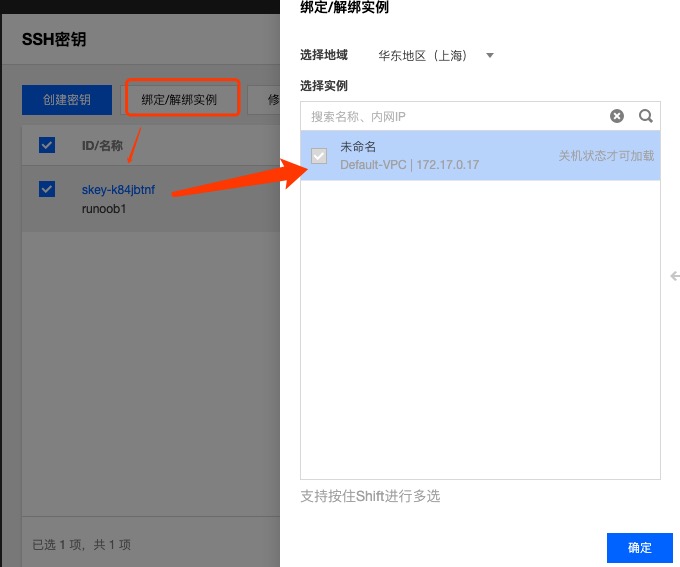 SSH密钥
创建密钥
绑定/解绑实例
修
ID/名称
skey-k84jbtnf
runoob1
已选 1 项，共 1 项
绑定/解绑实例
选择地域
华东地区（上海）
选择实例
搜索名称、内网IP
未命名
Default-VPC | 172.17.0.17
关机状态才可加载
支持按住Shift进行多选
确定